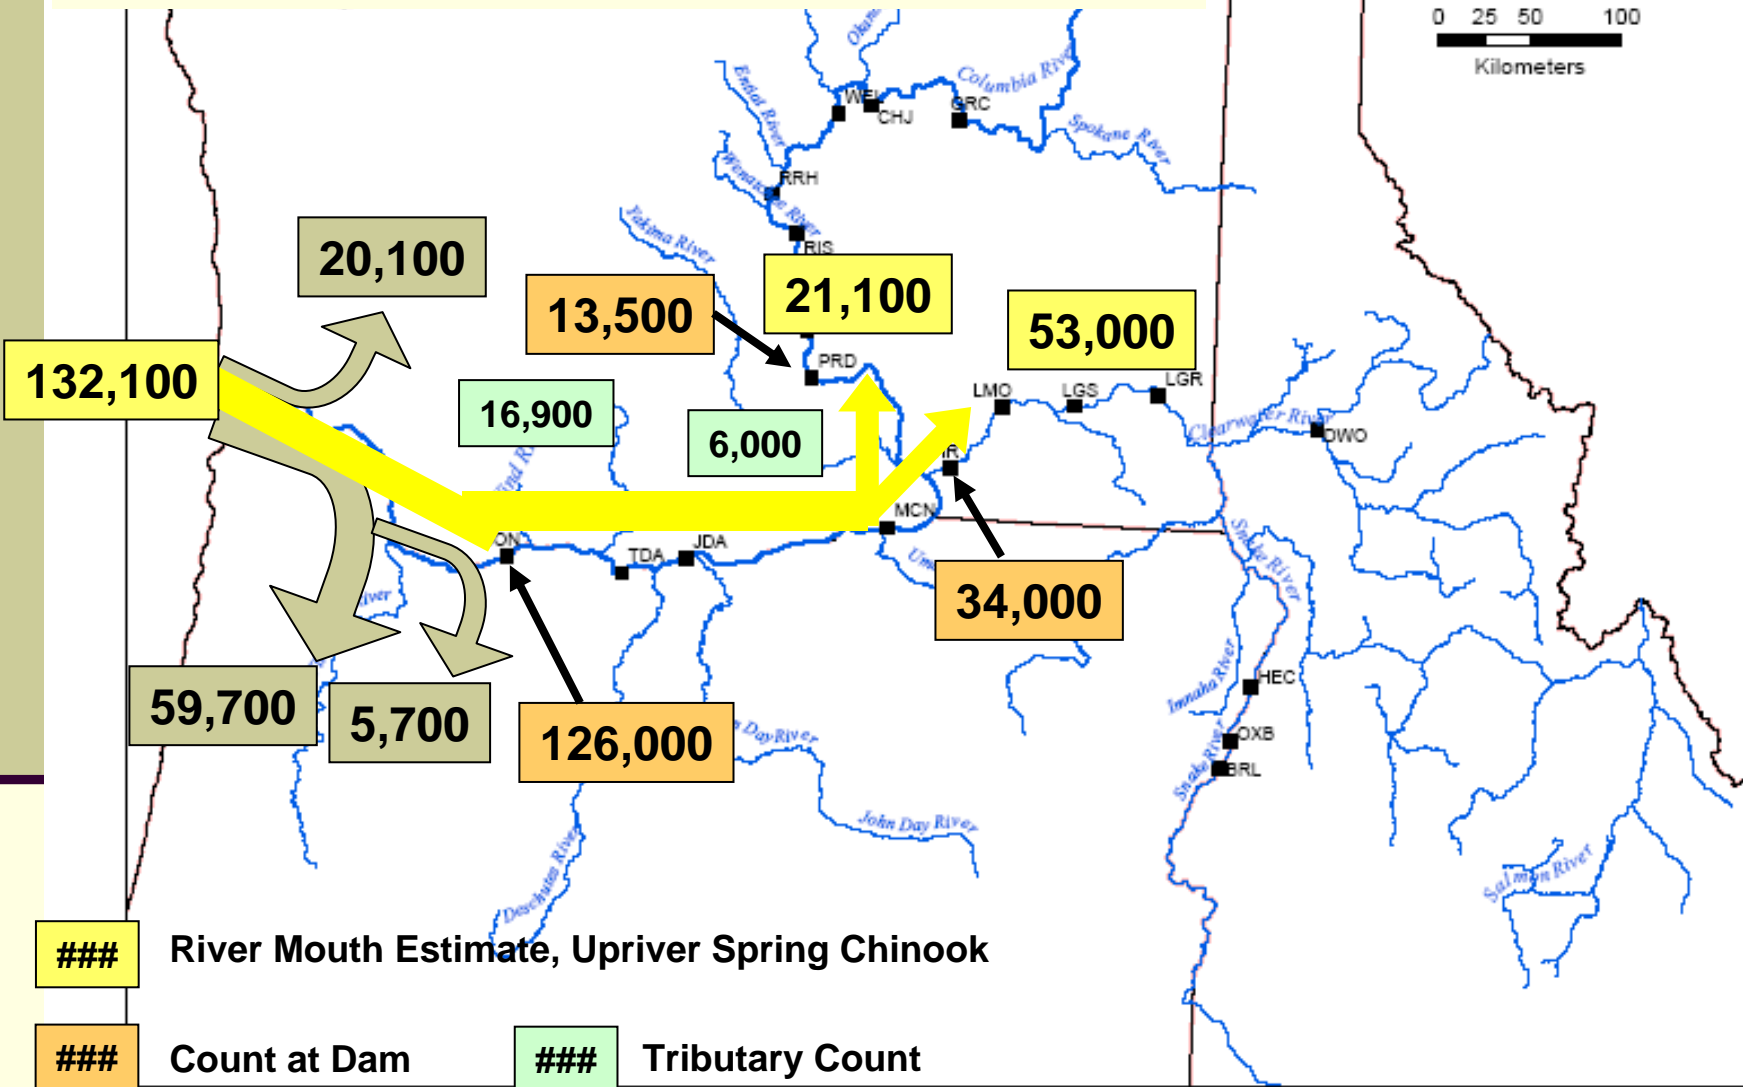 0 25 50 100
Kilometers
Columbia
Entiat River
CHJ
GRC
Spokane River
RRH
Wenatchee River
RIS
Yakima River
20,100
13,500
21,100
53,000
132,100
PRD
16,900
6,000
LMO
LGS
LGR
Clearwater River
DWO
MCN
TDA
JDA
34,000
Snake River
Imnaha River
HEC
OXB
BRL
Snake River
59,700
5,700
126,000
Day River
John Day River
Deschutes River
Salmon River
### River Mouth Estimate, Upriver Spring Chinook
### Count at Dam
### Tributary Count